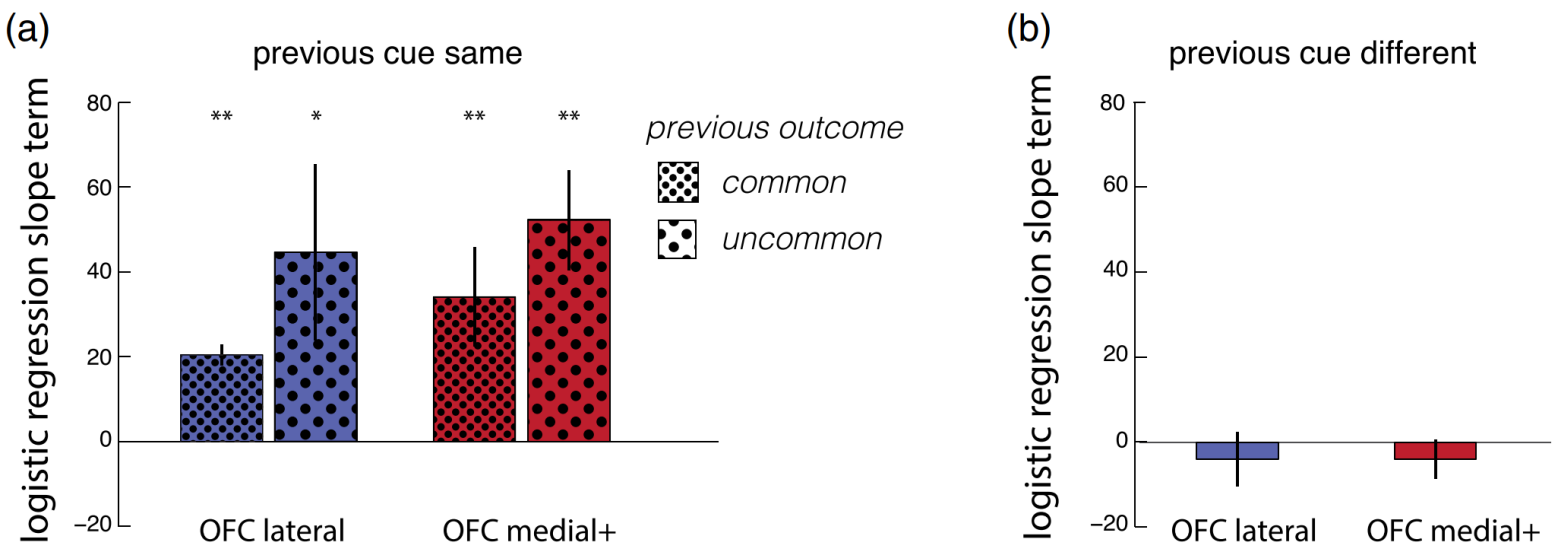 (a)
previous cue same
logistic regression slope term
80
60
40
20
0
−20
** * ** **
OFC lateral OFC medial+
previous outcome
common
uncommon
(b)
previous cue different
logistic regression slope term
80
60
40
20
0
−20
OFC lateral OFC medial+